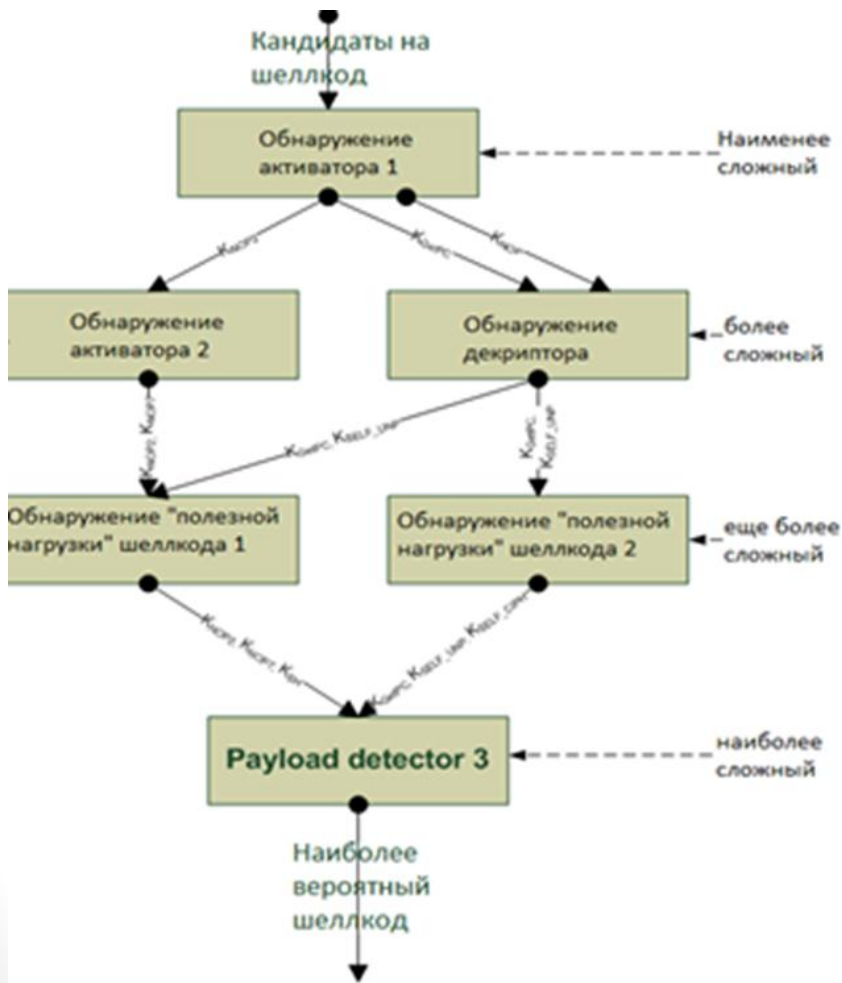 Кандидаты на
шеллкод
Обнаружение
активатора 1
Наименее
сложный
Обнаружение
активатора 2
Обнаружение
декриптора
более
сложный
Обнаружение "полезной
нагрузки" шеллкода 1
Обнаружение "полезной
нагрузки" шеллкода 2
еще более
сложный
Payload detector 3
наиболее
сложный
Наиболее
вероятный
шеллкод